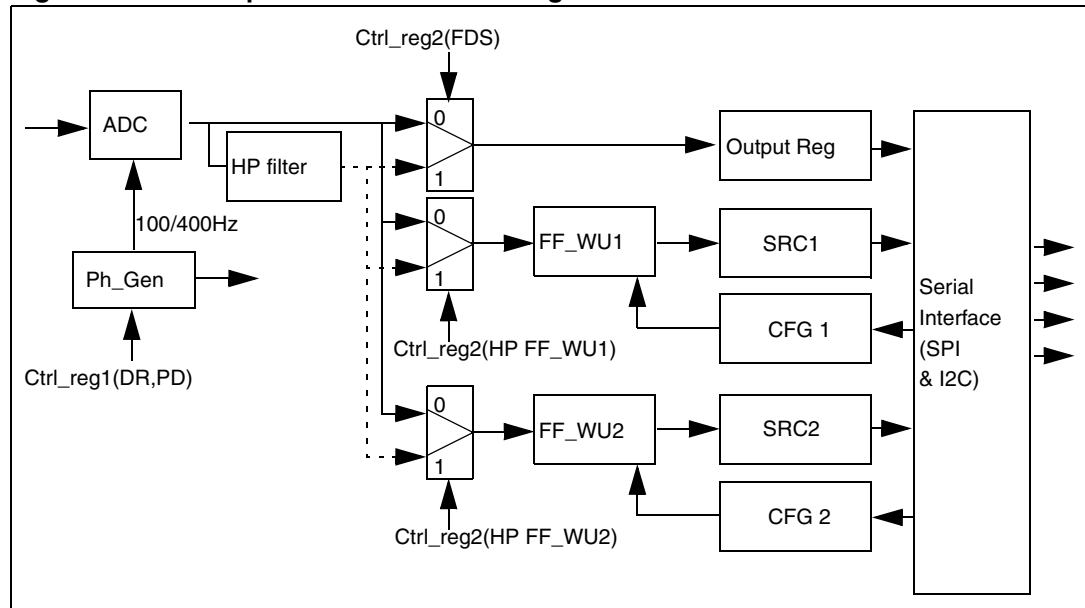 Ctrl_reg2(FDS)
ADC
0
1
HP filter
Output Reg
100/400Hz
0
1
FF_WU1
SRC1
Ph_Gen
Serial
Interface
(SPI
& I2C)
CFG 1
Ctrl_reg2(HP FF_WU1)
Ctrl_reg1(DR,PD)
0
1
FF_WU2
SRC2
CFG 2
Ctrl_reg2(HP FF_WU2)